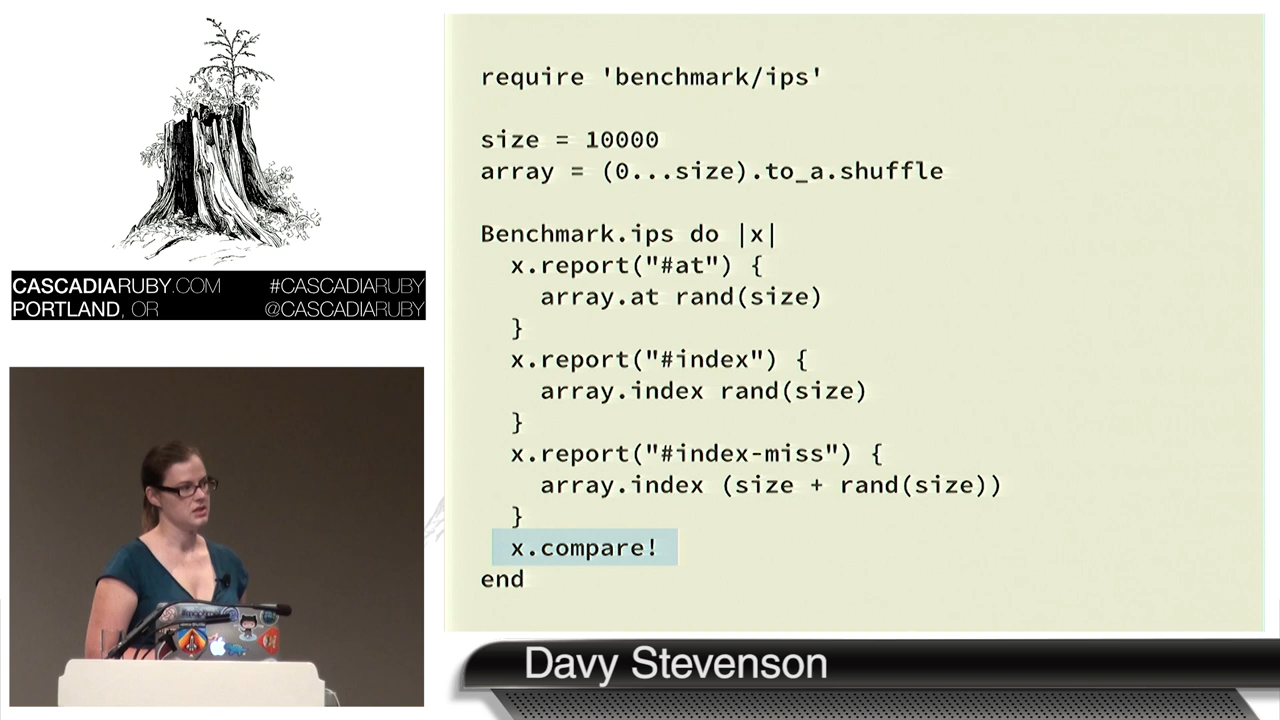 CASCADIARUBY.COM #CASCADIARUBY
PORTLAND, OR @CASCADIARUBY
require 'benchmark/ips'
size = 10000
array = (0...size).to_a.shuffle
Benchmark.ips do |x|
x.report("#at") {
array.at rand(size)
}
x.report("#index") {
array.index rand(size)
}
x.report("#index-miss") {
array.index (size + rand(size))
}
x.compare!
end
Davy Stevenson